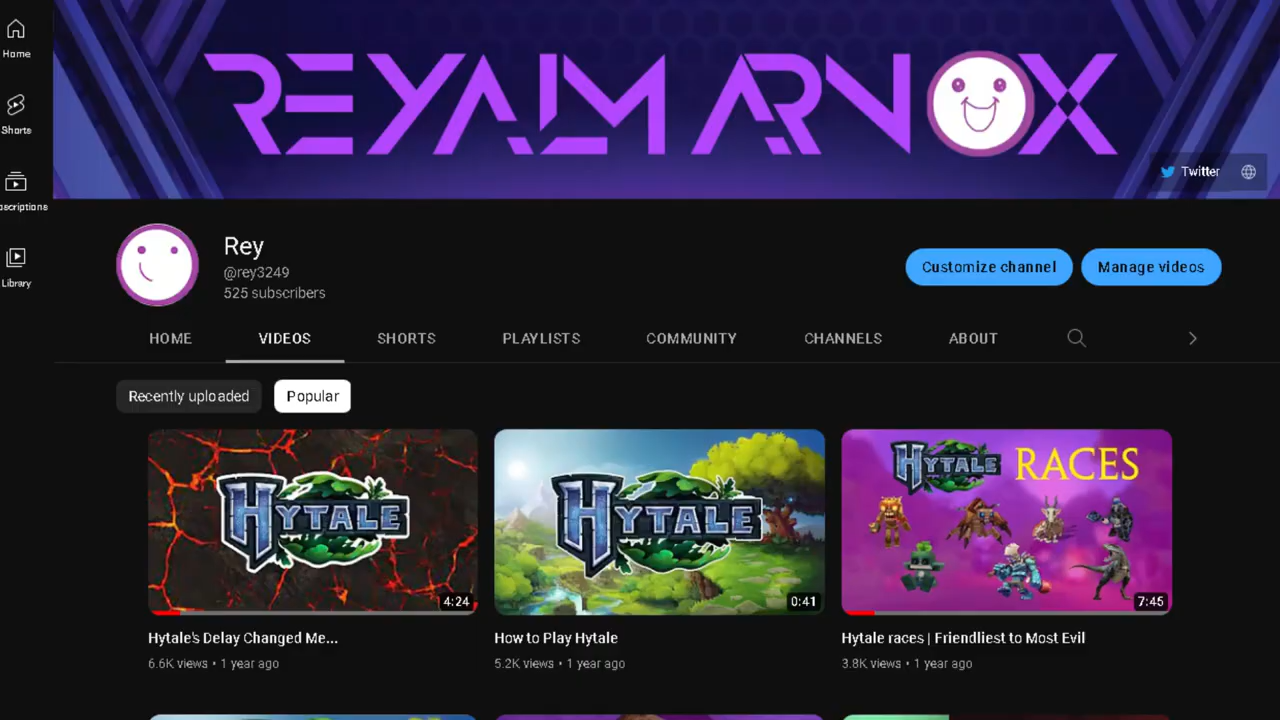 Home
Shorts
scriptions
Library
REYALM ARNOX
Twitter
Rey
@rey3249
525 subscribers
Customize channel
Manage videos
HOME VIDEOS SHORTS PLAYLISTS COMMUNITY CHANNELS ABOUT
Recently uploaded
Popular
HYTALE
4:24
HYTALE
0:41
HYTALE RACES
7:45
Hytale's Delay Changed Me...
6.6K views • 1 year ago
How to Play Hytale
5.2K views • 1 year ago
Hytale races | Friendliest to Most Evil
3.8K views • 1 year ago